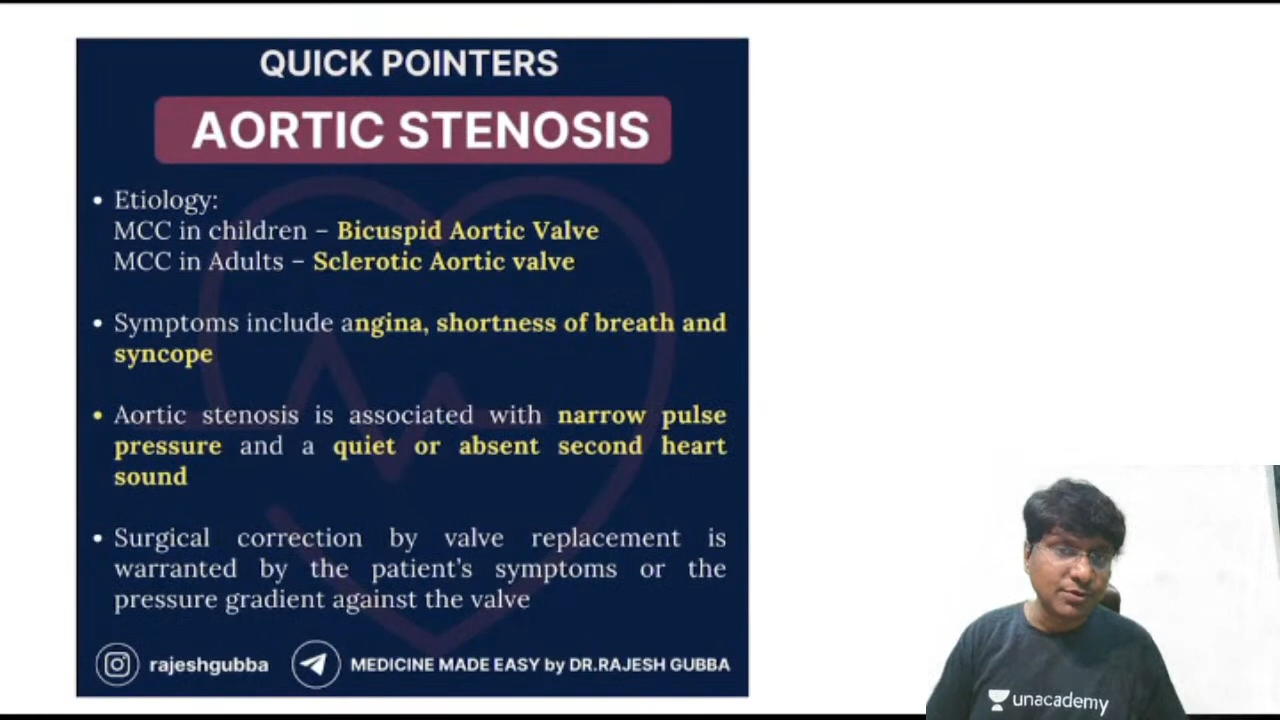 QUICK POINTERS
AORTIC STENOSIS
• Etiology:
MCC in children – Bicuspid Aortic Valve
MCC in Adults – Sclerotic Aortic valve
• Symptoms include angina, shortness of breath and
syncope
• Aortic stenosis is associated with narrow pulse
pressure and a quiet or absent second heart
sound
• Surgical correction by valve replacement is
warranted by the patient's symptoms or the
pressure gradient against the valve
rajeshgubba MEDICINE MADE EASY by DR.RAJESH GUBBA
unacademy